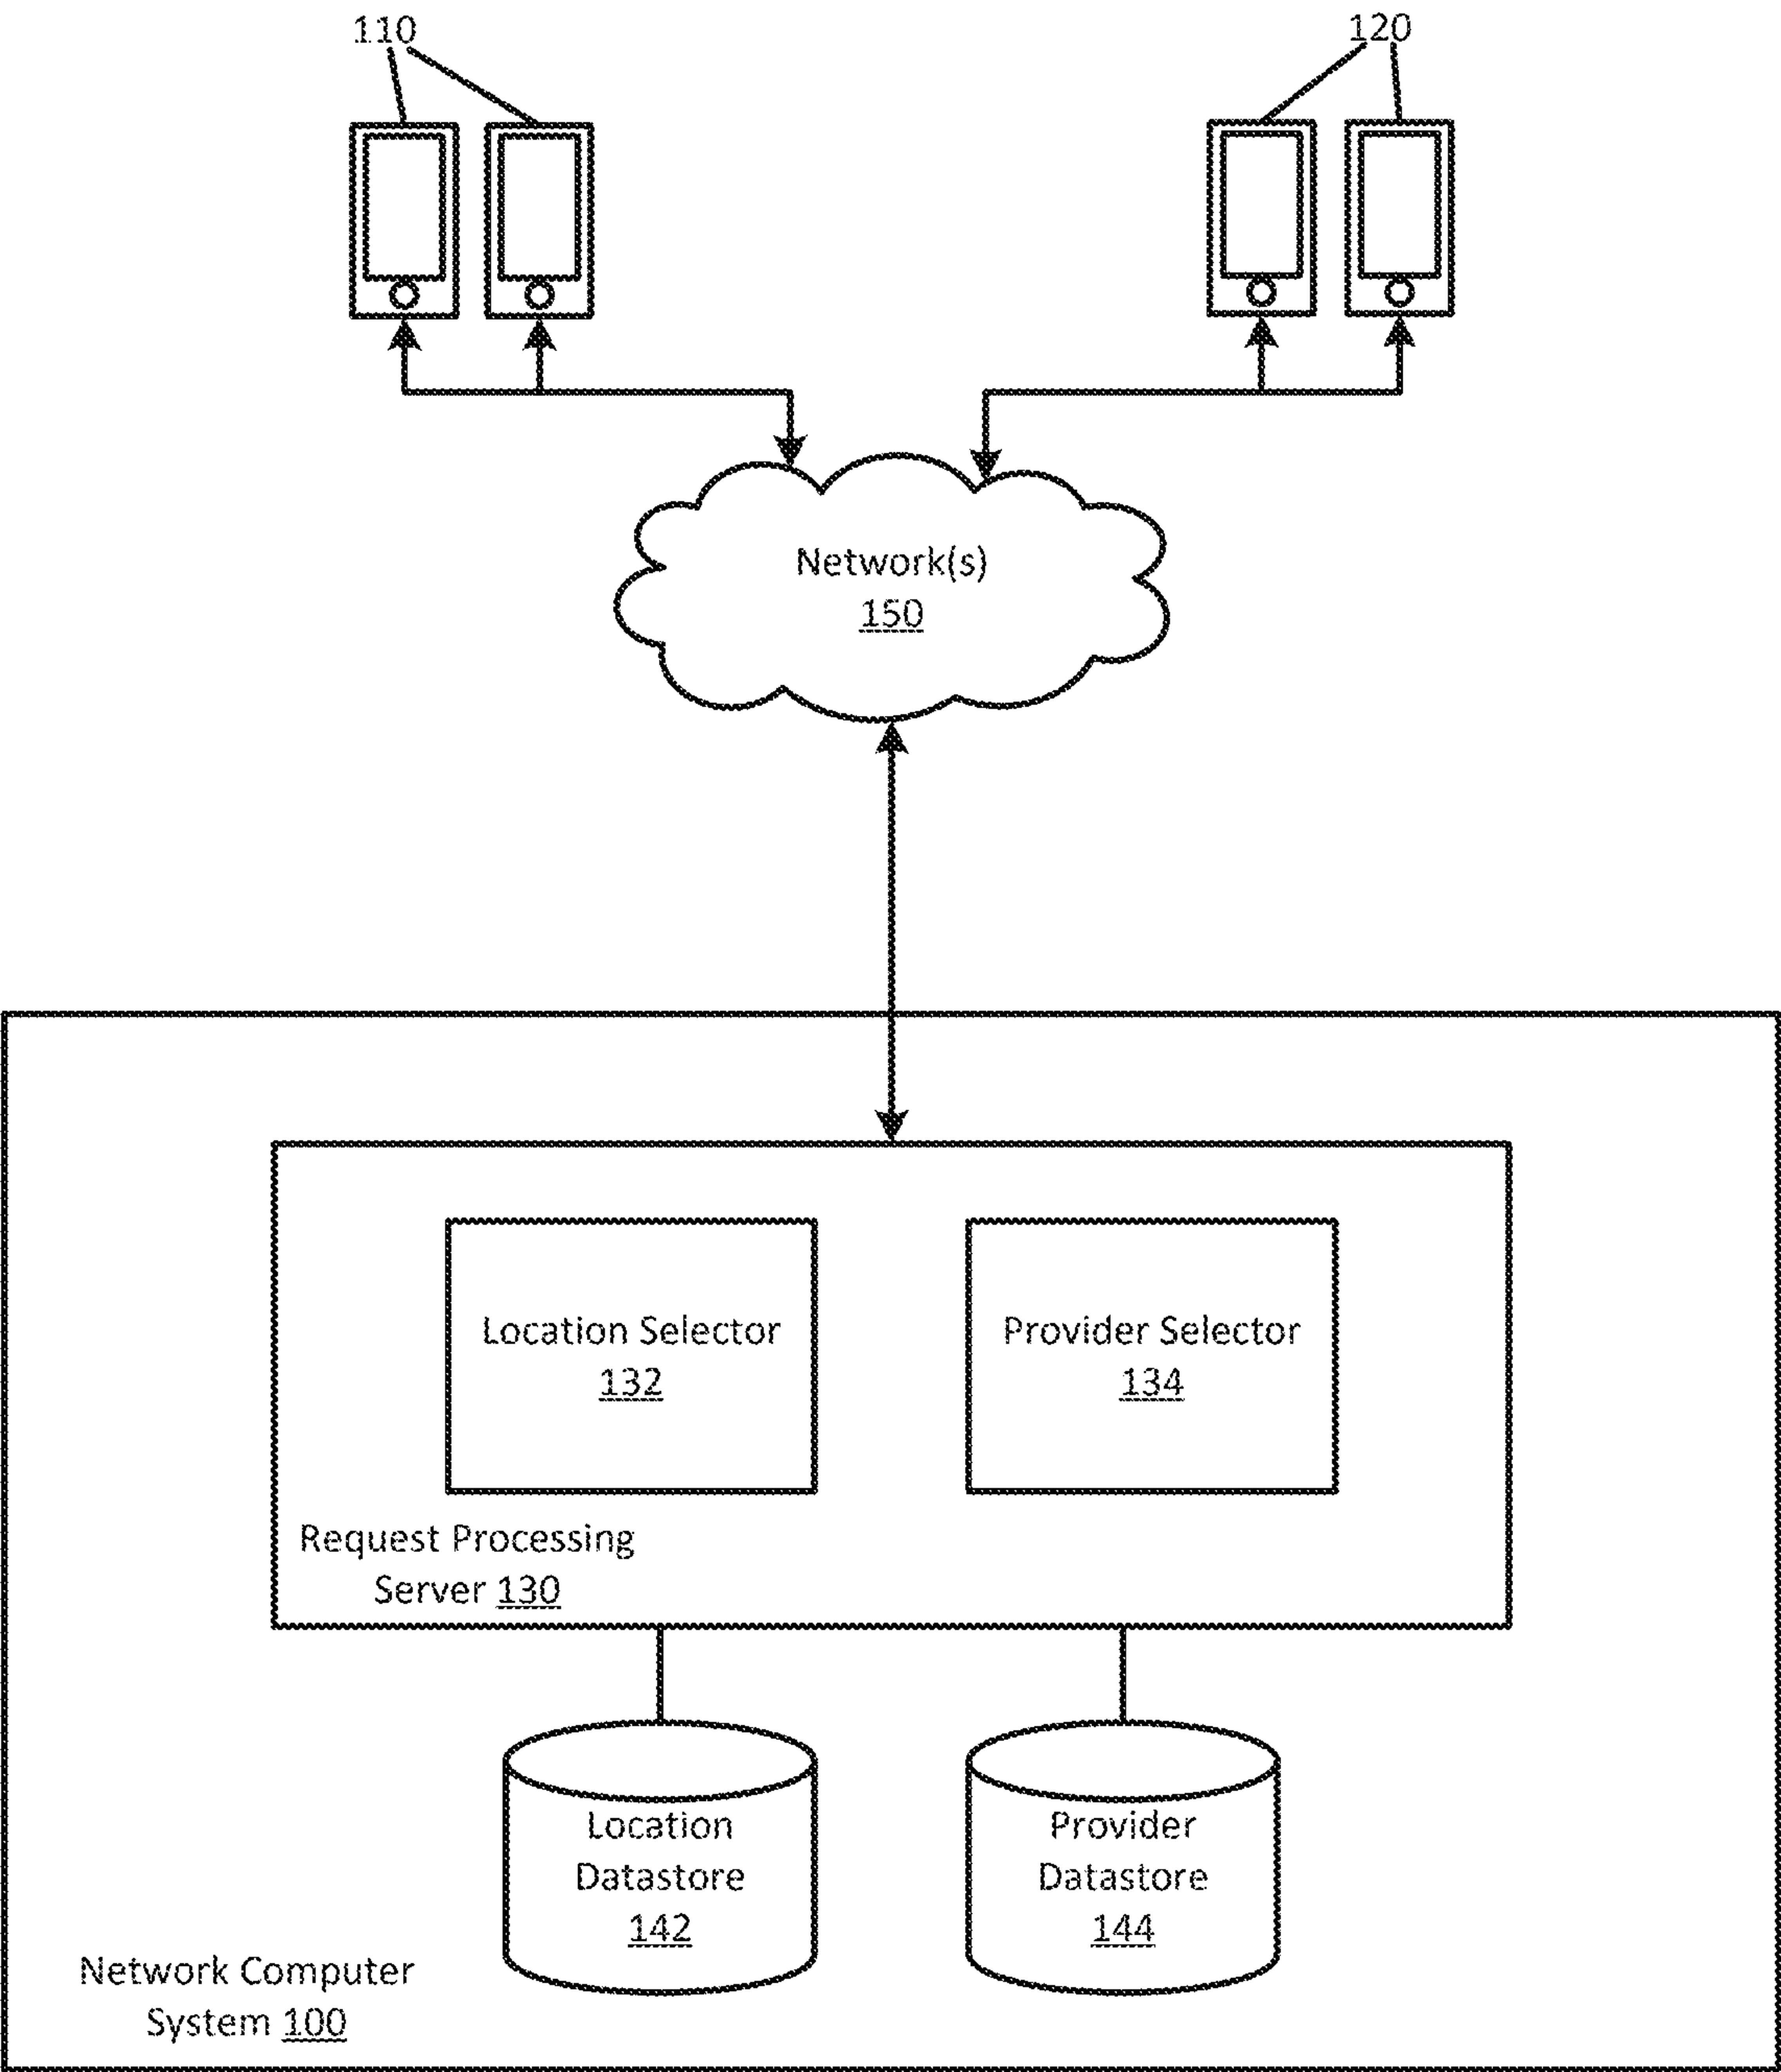 110
120
Network(s)
150
Location Selector
132
Provider Selector
134
Request Processing
Server 130
Location
Datastore
142
Provider
Datastore
144
Network Computer
System 100